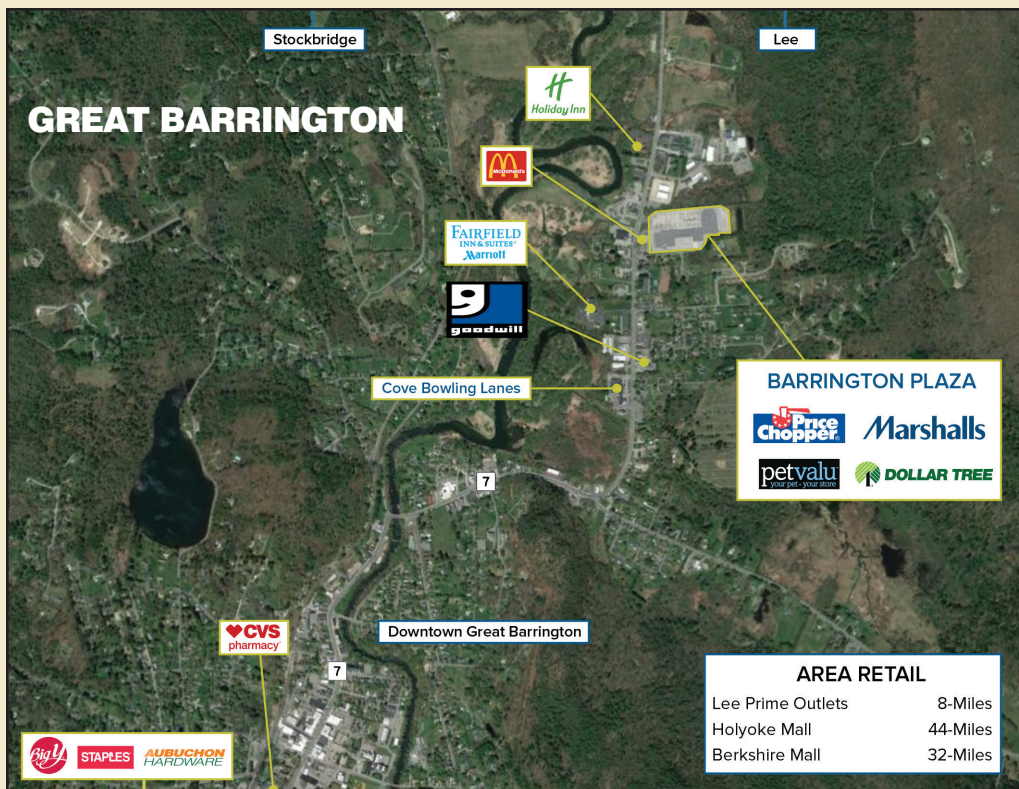 Stockbridge
Lee
GREAT BARRINGTON
Holiday Inn
McDonald's
FAIRFIELD
INN & SUITES®
Marriott
goodwill
Cove Bowling Lanes
BARRINGTON PLAZA
Price
Chopper®
Marshalls
petvalu
your pet - your store
DOLLAR TREE
7
CVS
pharmacy®
Downtown Great Barrington
7
AREA RETAIL
Lee Prime Outlets 8-Miles
Holyoke Mall 44-Miles
Berkshire Mall 32-Miles
Big Y
STAPLES
AUBUCHON
HARDWARE